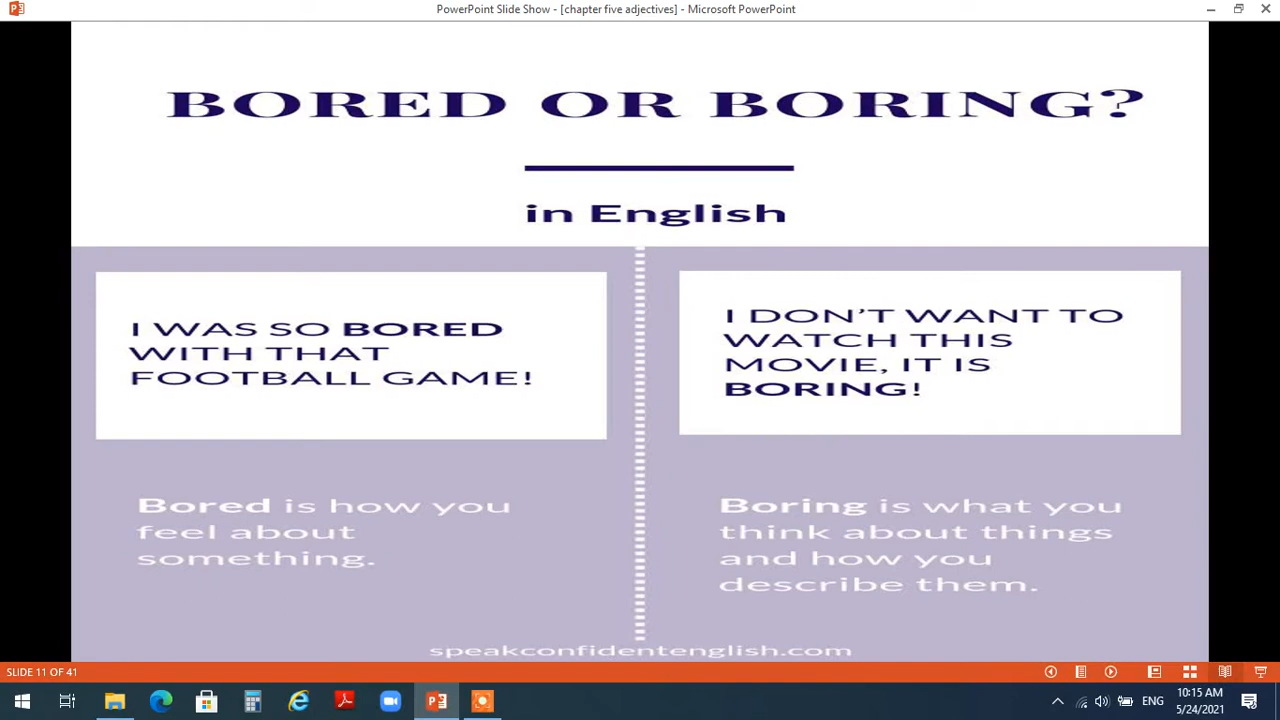 PowerPoint Slide Show - [chapter five adjectives] - Microsoft PowerPoint
BORED OR BORING?
in English
I WAS SO BORED
WITH THAT
FOOTBALL GAME!
I DON'T WANT TO
WATCH THIS
MOVIE, IT IS
BORING!
Bored is how you
feel about
something.
Boring is what you
think about things
and how you
describe them.
speakconfidentenglish.com
SLIDE 11 OF 41
ENG
10:15 AM
5/24/2021